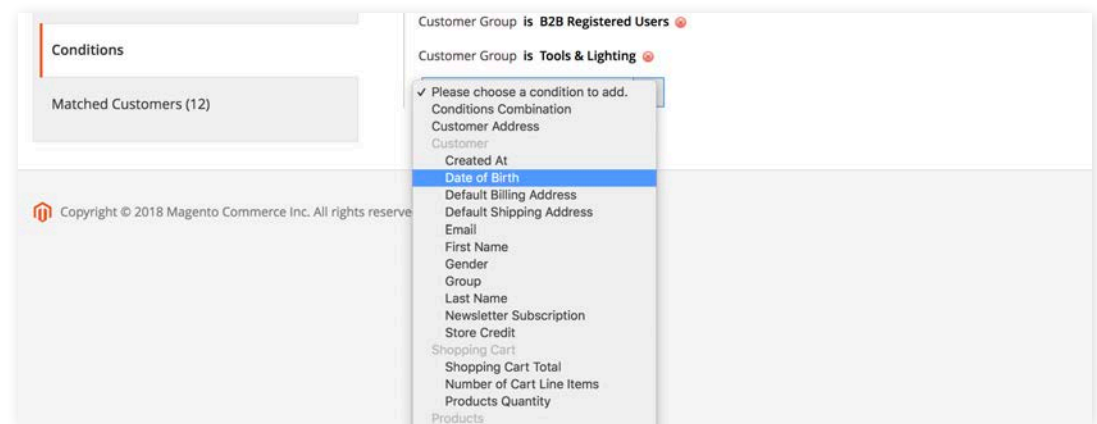 Customer Group is B2B Registered Users
Conditions
Customer Group is Tools & Lighting
Matched Customers (12)
✓ Please choose a condition to add.
Conditions Combination
Customer Address
Customer
Created At
Date of Birth
Default Billing Address
Default Shipping Address
Email
First Name
Gender
Group
Last Name
Newsletter Subscription
Store Credit
Shopping Cart
Shopping Cart Total
Number of Cart Line Items
Products Quantity
Products
Copyright © 2018 Magento Commerce Inc. All rights reserve